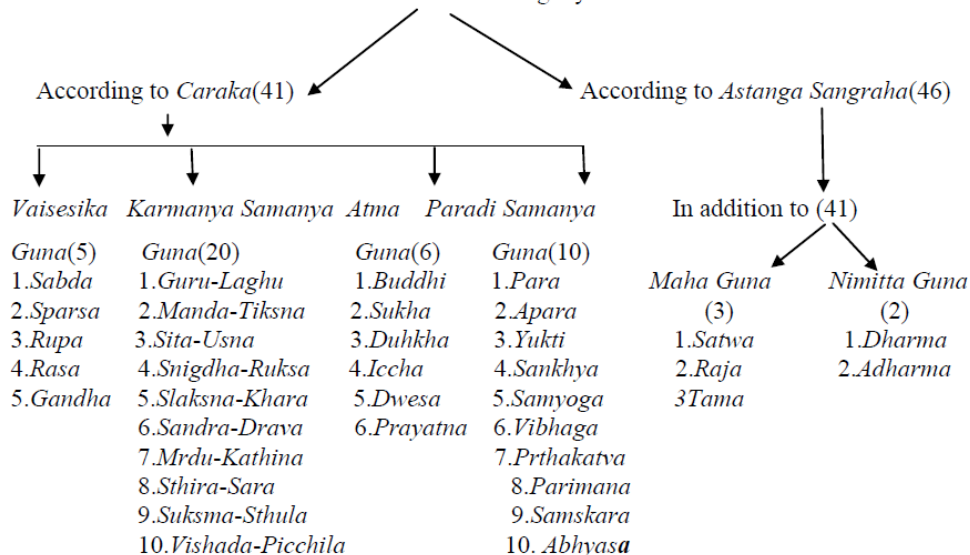 According to Caraka(41)
According to Astanga Sangraha(46)
Vaisesika Karmanya Samanya Atma Paradi Samanya
In addition to (41)
Guna(5)
1.Sabda
2.Sparsa
3.Rupa
4.Rasa
5.Gandha
Guna(20)
1.Guru-Laghu
2.Manda-Tiksna
3.Sita-Usna
4.Snigdha-Ruksa
5.Slaksna-Khara
6.Sandra-Drava
7.Mrdu-Kathina
8.Sthira-Sara
9.Suksma-Sthula
10.Vishada-Picchila
Guna(6)
1.Buddhi
2.Sukha
3.Duhkha
4.Iccha
5.Dwesa
6.Prayatna
Guna(10)
1.Para
2.Apara
3.Yukti
4.Sankhya
5.Samyoga
6.Vibhaga
7.Prthakatva
8.Parimana
9.Samskara
10. Abhyasa
Maha Guna
(3)
1.Satwa
2.Raja
3Tama
Nimitta Guna
(2)
1.Dharma
2.Adharma